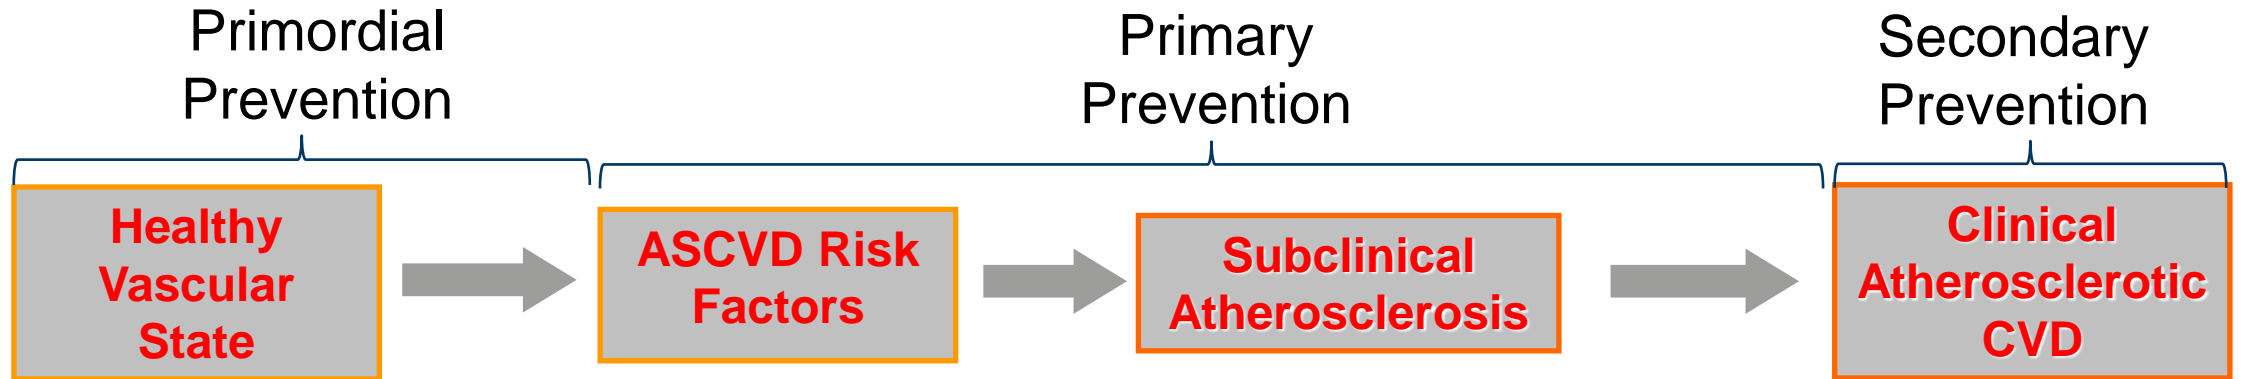 Primordial
Prevention
Primary
Prevention
Secondary
Prevention
Healthy
Vascular
State
ASCVD Risk
Factors
Subclinical
Atherosclerosis
Clinical
Atherosclerotic
CVD